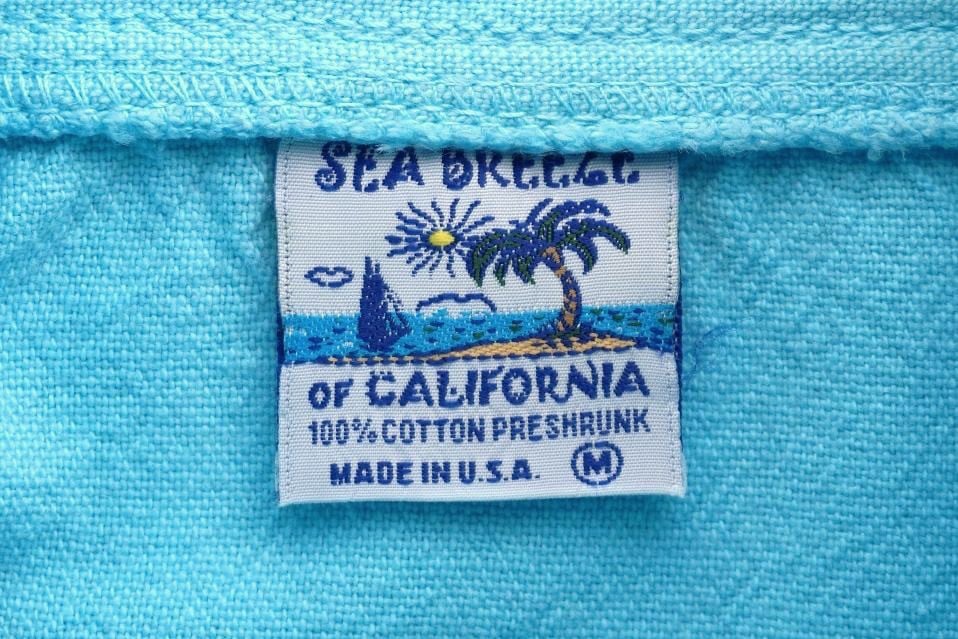 SEA BREEZE
OF CALIFORNIA
100% COTTON PRESHRUNK
MADE IN U.S.A. M